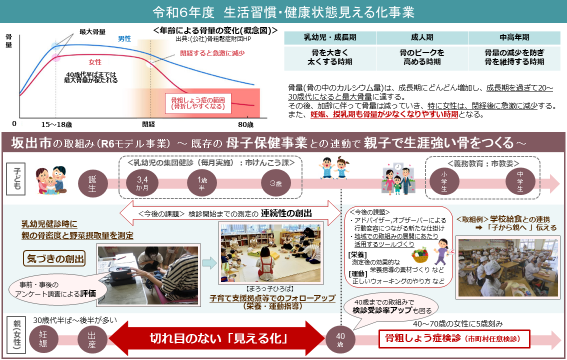 令和6年度 生活習慣・健康状態見える化事業
骨量
最大骨量
男性
女性
40歳代半ばまでは
最大骨量が保たれる
<年齢による骨量の変化(概念図)>
出典:(公社)骨粗鬆症財団HP
閉経すると急激に減少
骨粗しょう症の範囲
(骨折しやすくなる)
0
15～18歳
閉経
80歳
乳幼児・成長期
成人期
中高年期
骨を大きく
太くする時期
骨のピークを
高める時期
骨量の減少を防ぎ
骨を維持する時期
骨量(骨の中のカルシウム量)は、成長期にどんどん増加し、成長期を過ぎて20～
30歳代になると最大骨量に達する。
その後、加齢に伴って骨量は減っていき、特に女性は、閉経後に急激に減少する。
また、妊娠、授乳期も骨量が少なくなりやすい時期となる。
坂出市の取組み(R6モデル事業) ～ 既存の 母子保健事業との連動で 親子で生涯強い骨をつくる～
子ども
誕生
<乳幼児の集団健診(毎月実施):市けんこう課>
3,4か月
1歳半
3歳
<義務教育:市教委>
小学生
中学生
<今後の課題> 検診開始までの測定の 連続性の創出
乳幼児健診時に
親の骨密度と野菜摂取量を測定
気づきの創出
事前・事後の
アンケート調査による評価
【まろっ子ひろば】
子育て支援拠点等でのフォローアップ
(栄養・運動指導)
<今後の課題>
・アドバイザー,オブザーバーによる
行動変容につながる新たな仕掛け
・地域での取組みの展開にあたり
活用するツールづくり
[栄養]
測定後の効果的な
栄養指導の素材づくり など
[運動]
正しいウォーキングのやり方 など
40歳までの取組みで
検診受診率アップも図る
<取組例>学校給食との連携
➡「子から親へ」伝える
親(女性)
30歳代半ば～後半が多い
妊娠
出産
切れ目のない「見える化」
40歳
40～70歳の女性に5歳刻み
骨粗しょう症検診(市町村任意検診)